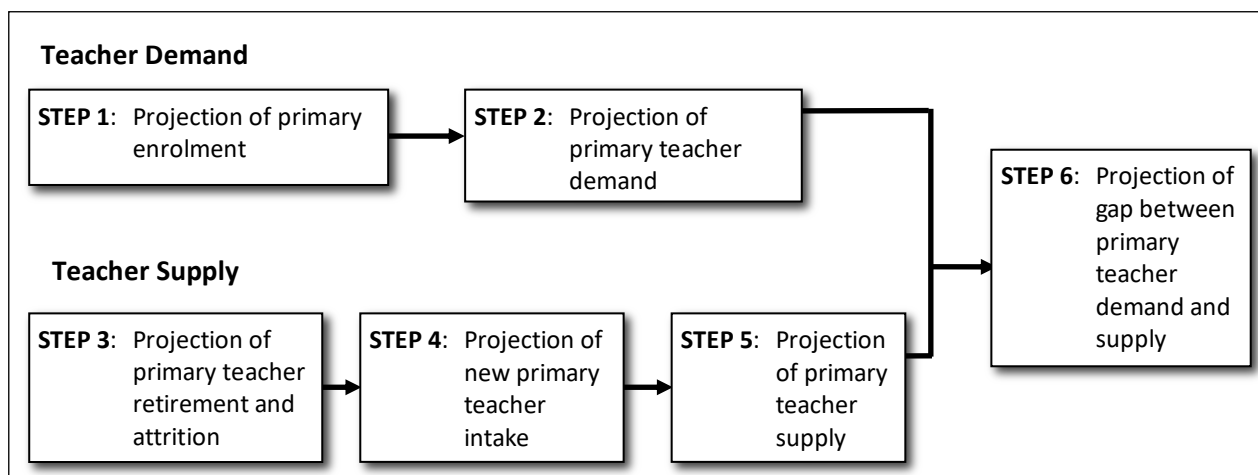 Teacher Demand
STEP 1: Projection of primary
enrolment
STEP 2: Projection of
primary teacher
demand
Teacher Supply
STEP 3: Projection of
primary teacher
retirement and
attrition
STEP 4: Projection of
new primary
teacher
intake
STEP 5: Projection
of primary
teacher
supply
STEP 6: Projection of
gap between
primary
teacher
demand and
supply